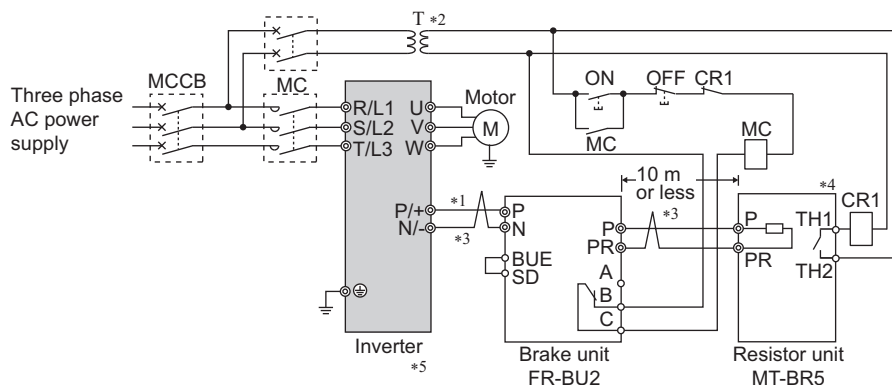 T *2
MCCB
MC
ON
OFF
CR1
Three phase
AC power
supply
R/L1
S/L2
T/L3
U
V
W
Motor
M
MC
MC
10 m
or less
*4
P/+
N/-
*1
*3
P
N
BUE
SD
P
PR
A
B
C
*3
P
PR
TH1
TH2
CR1
Inverter
*5
Brake unit
FR-BU2
Resistor unit
MT-BR5